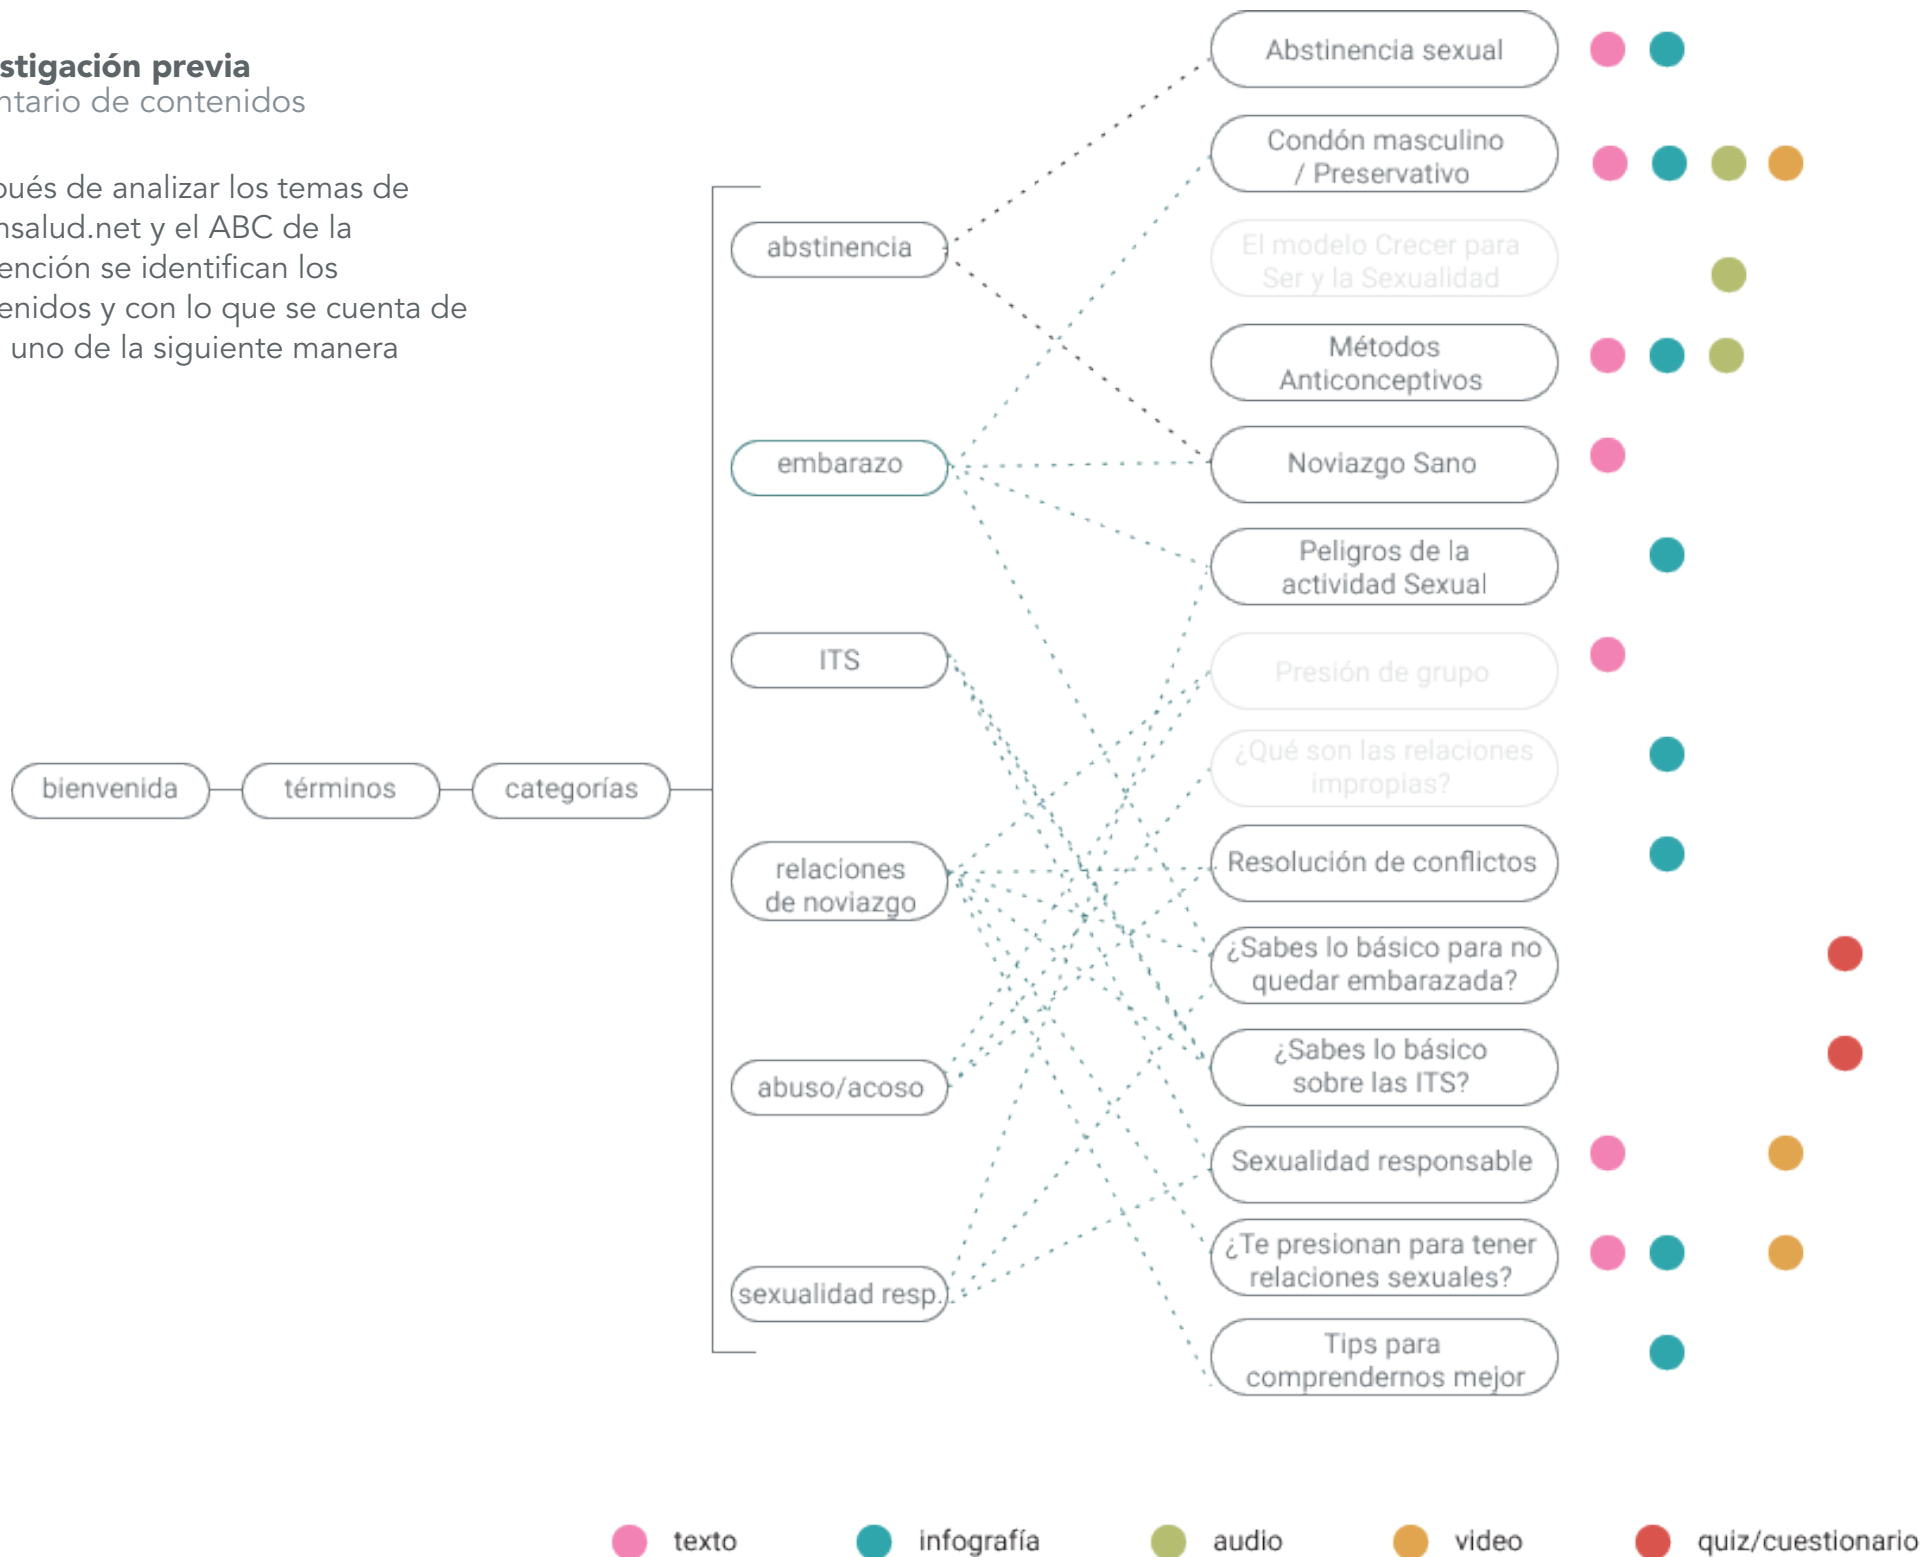 stigación previa
ntario de contenidos
pués de analizar los temas de
nsalud.net y el ABC de la
ención se identifican los
enidos y con lo que se cuenta de
uno de la siguiente manera
bienvenida
términos
categorías
abstinencia
embarazo
ITS
relaciones
de noviazgo
abuso/acoso
sexualidad resp.
Abstinencia sexual
Condón masculino
/ Preservativo
El modelo Crecer para
Ser y la Sexualidad
Métodos
Anticonceptivos
Noviazgo Sano
Peligros de la
actividad Sexual
Presión de grupo
¿Qué son las relaciones
impropias?
Resolución de conflictos
¿Sabes lo básico para no
quedar embarazada?
¿Sabes lo básico
sobre las ITS?
Sexualidad responsable
¿Te presionan para tener
relaciones sexuales?
Tips para
comprendernos mejor
texto
infografía
audio
video
quiz/cuestionario